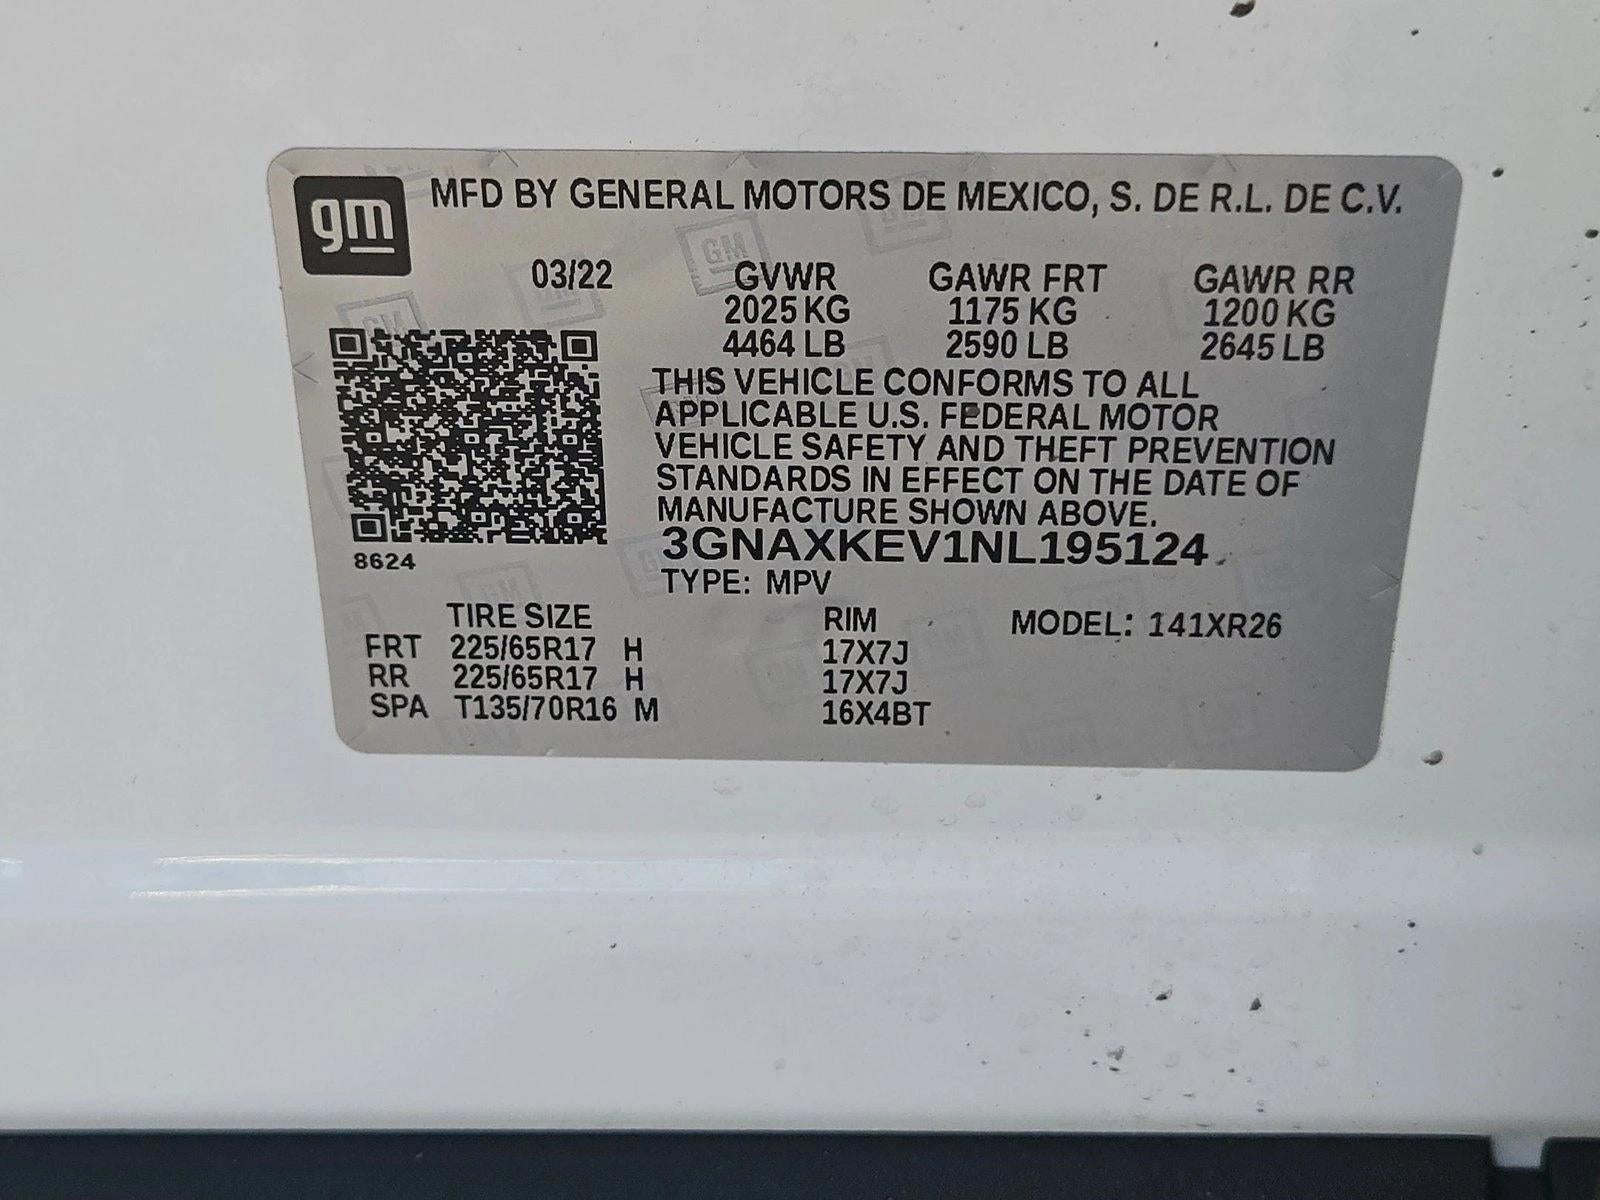 gm MFD BY GENERAL MOTORS DE MEXICO, S. DE R.L. DE C.V.
03/22 GVWR GAWR FRT GAWR RR
2025 KG 1175 KG 1200 KG
4464 LB 2590 LB 2645 LB
THIS VEHICLE CONFORMS TO ALL
APPLICABLE U.S. FEDERAL MOTOR
VEHICLE SAFETY AND THEFT PREVENTION
STANDARDS IN EFFECT ON THE DATE OF
MANUFACTURE SHOWN ABOVE.
3GNAXKEV1NL195124
8624
TYPE: MPV
TIRE SIZE RIM MODEL: 141XR26
FRT 225/65R17 H 17X7J
RR 225/65R17 H 17X7J
SPA T135/70R16 M 16X4BT